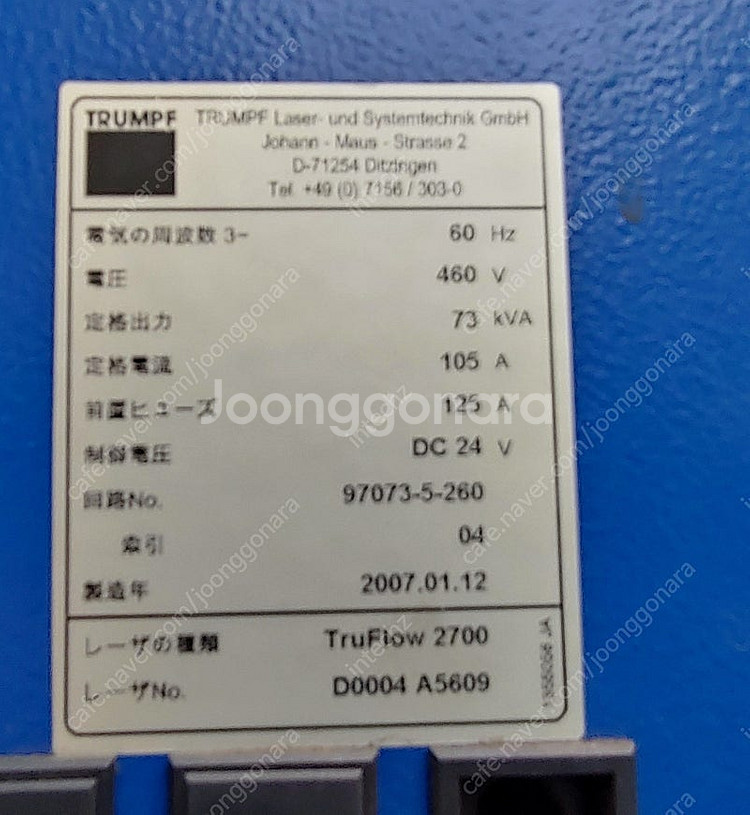 TRUMPF TRUMPF Laser- und Systemtechnik GmbH
Johann - Maus - Strasse 2
D-71254 Ditzingen
Tel. +49 (0) 7156 / 303-0
電気の周波数 3~ 60 Hz
電圧 460 V
定格出力 73 kVA
定格電流 105 A
前置ヒューズ 125 A
制御電圧 DC 24 V
回路No. 97073-5-260
索引 04
製造年 2007.01.12
レーザの種類 TruFlow 2700
レーザNo. D0004 A5609
Joonggonara
cafe.naver.com/joonggonara